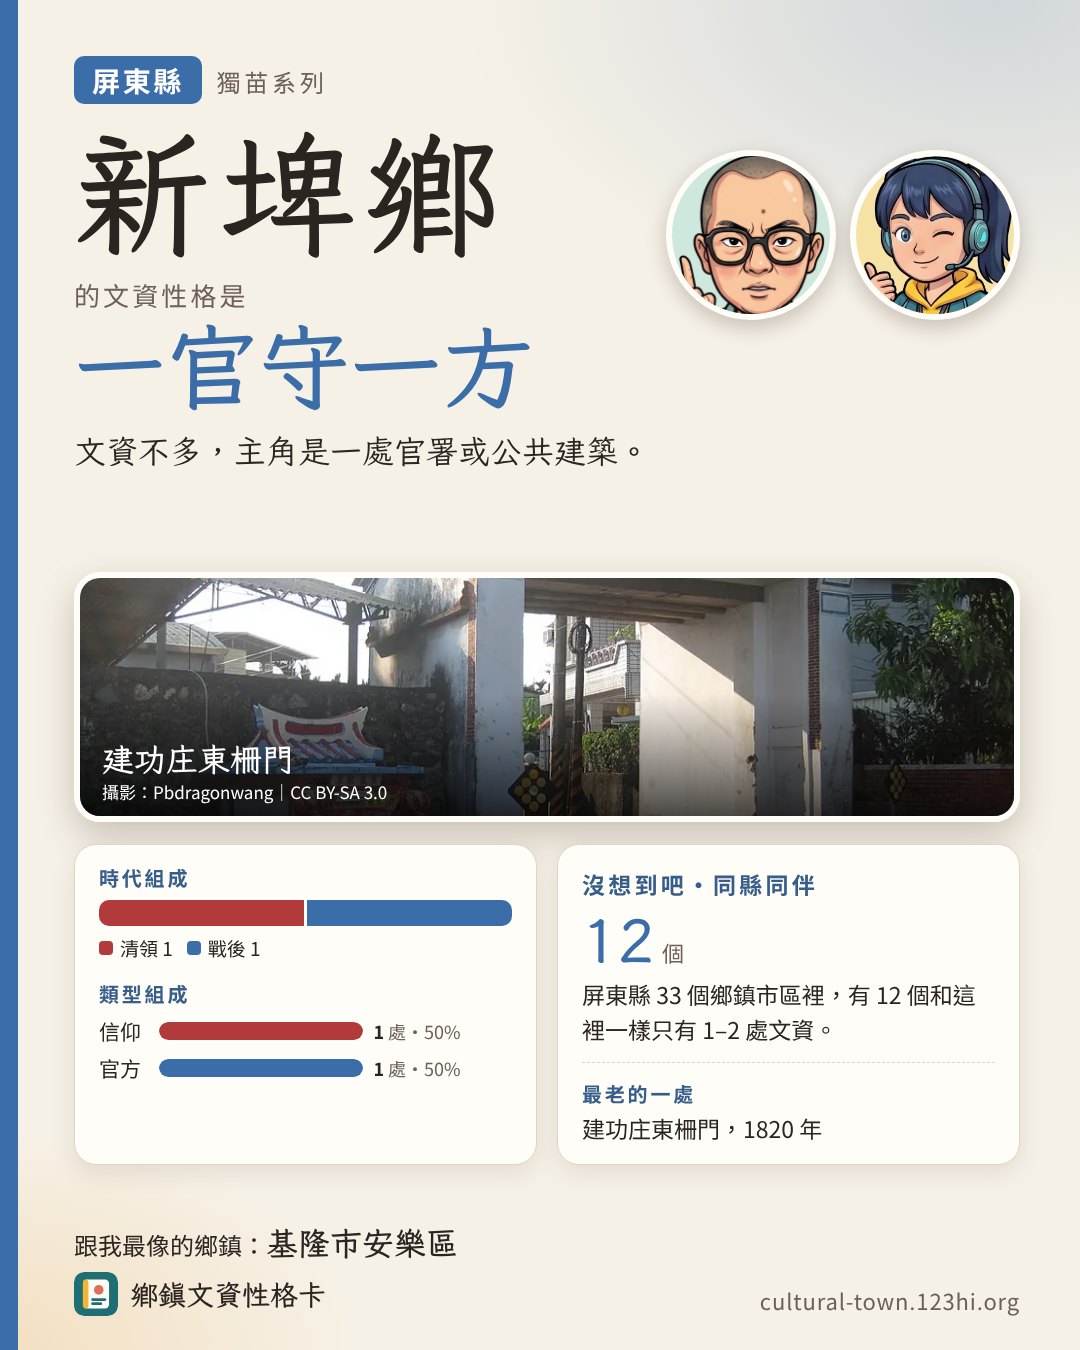 屏東縣 獨苗系列
新埤鄉
的文資性格是
一官守一方
文資不多，主角是一處官署或公共建築。
建功庄東柵門
攝影：Pbdragonwang｜CC BY-SA 3.0
時代組成
清領 1 戰後 1
類型組成
信仰 1 處・50%
官方 1 處・50%
沒想到吧・同縣同伴
12 個
屏東縣 33 個鄉鎮市區裡，有 12 個和這
裡一樣只有 1–2 處文資。
最老的一處
建功庄東柵門，1820 年
跟我最像的鄉鎮：基隆市安樂區
鄉鎮文資性格卡
cultural-town.123hi.org